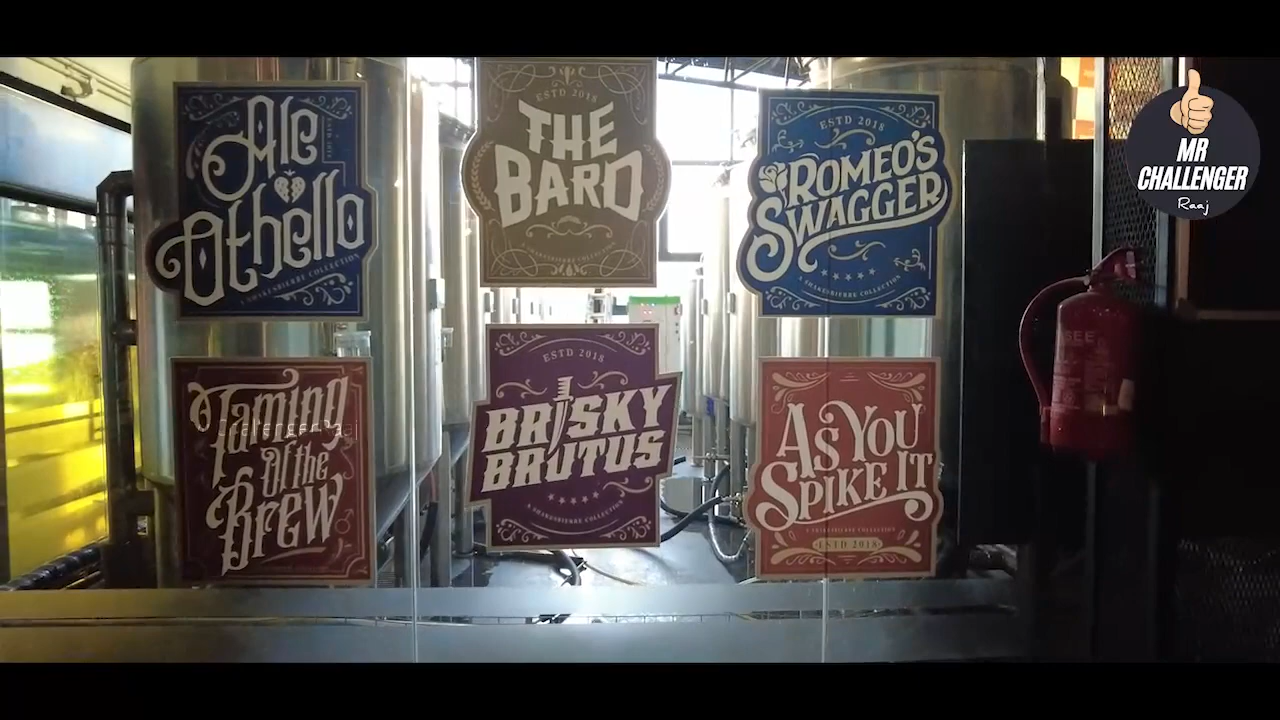 Ale
Othello
A SHAKESBIERRE COLLECTION
ESTD 2018
THE
BARD
A SHAKESBIERRE COLLECTION
ESTD 2018
ROMEO'S
SWAGGER
A SHAKESBIERRE COLLECTION
MR
CHALLENGER
Raaj
Taming
Of the
Brew
ESTD 2018
BRISKY
BRUTUS
A SHAKESBIERRE COLLECTION
AS YOU
SPIKE IT
A SHAKESBIERRE COLLECTION
ESTD 2018